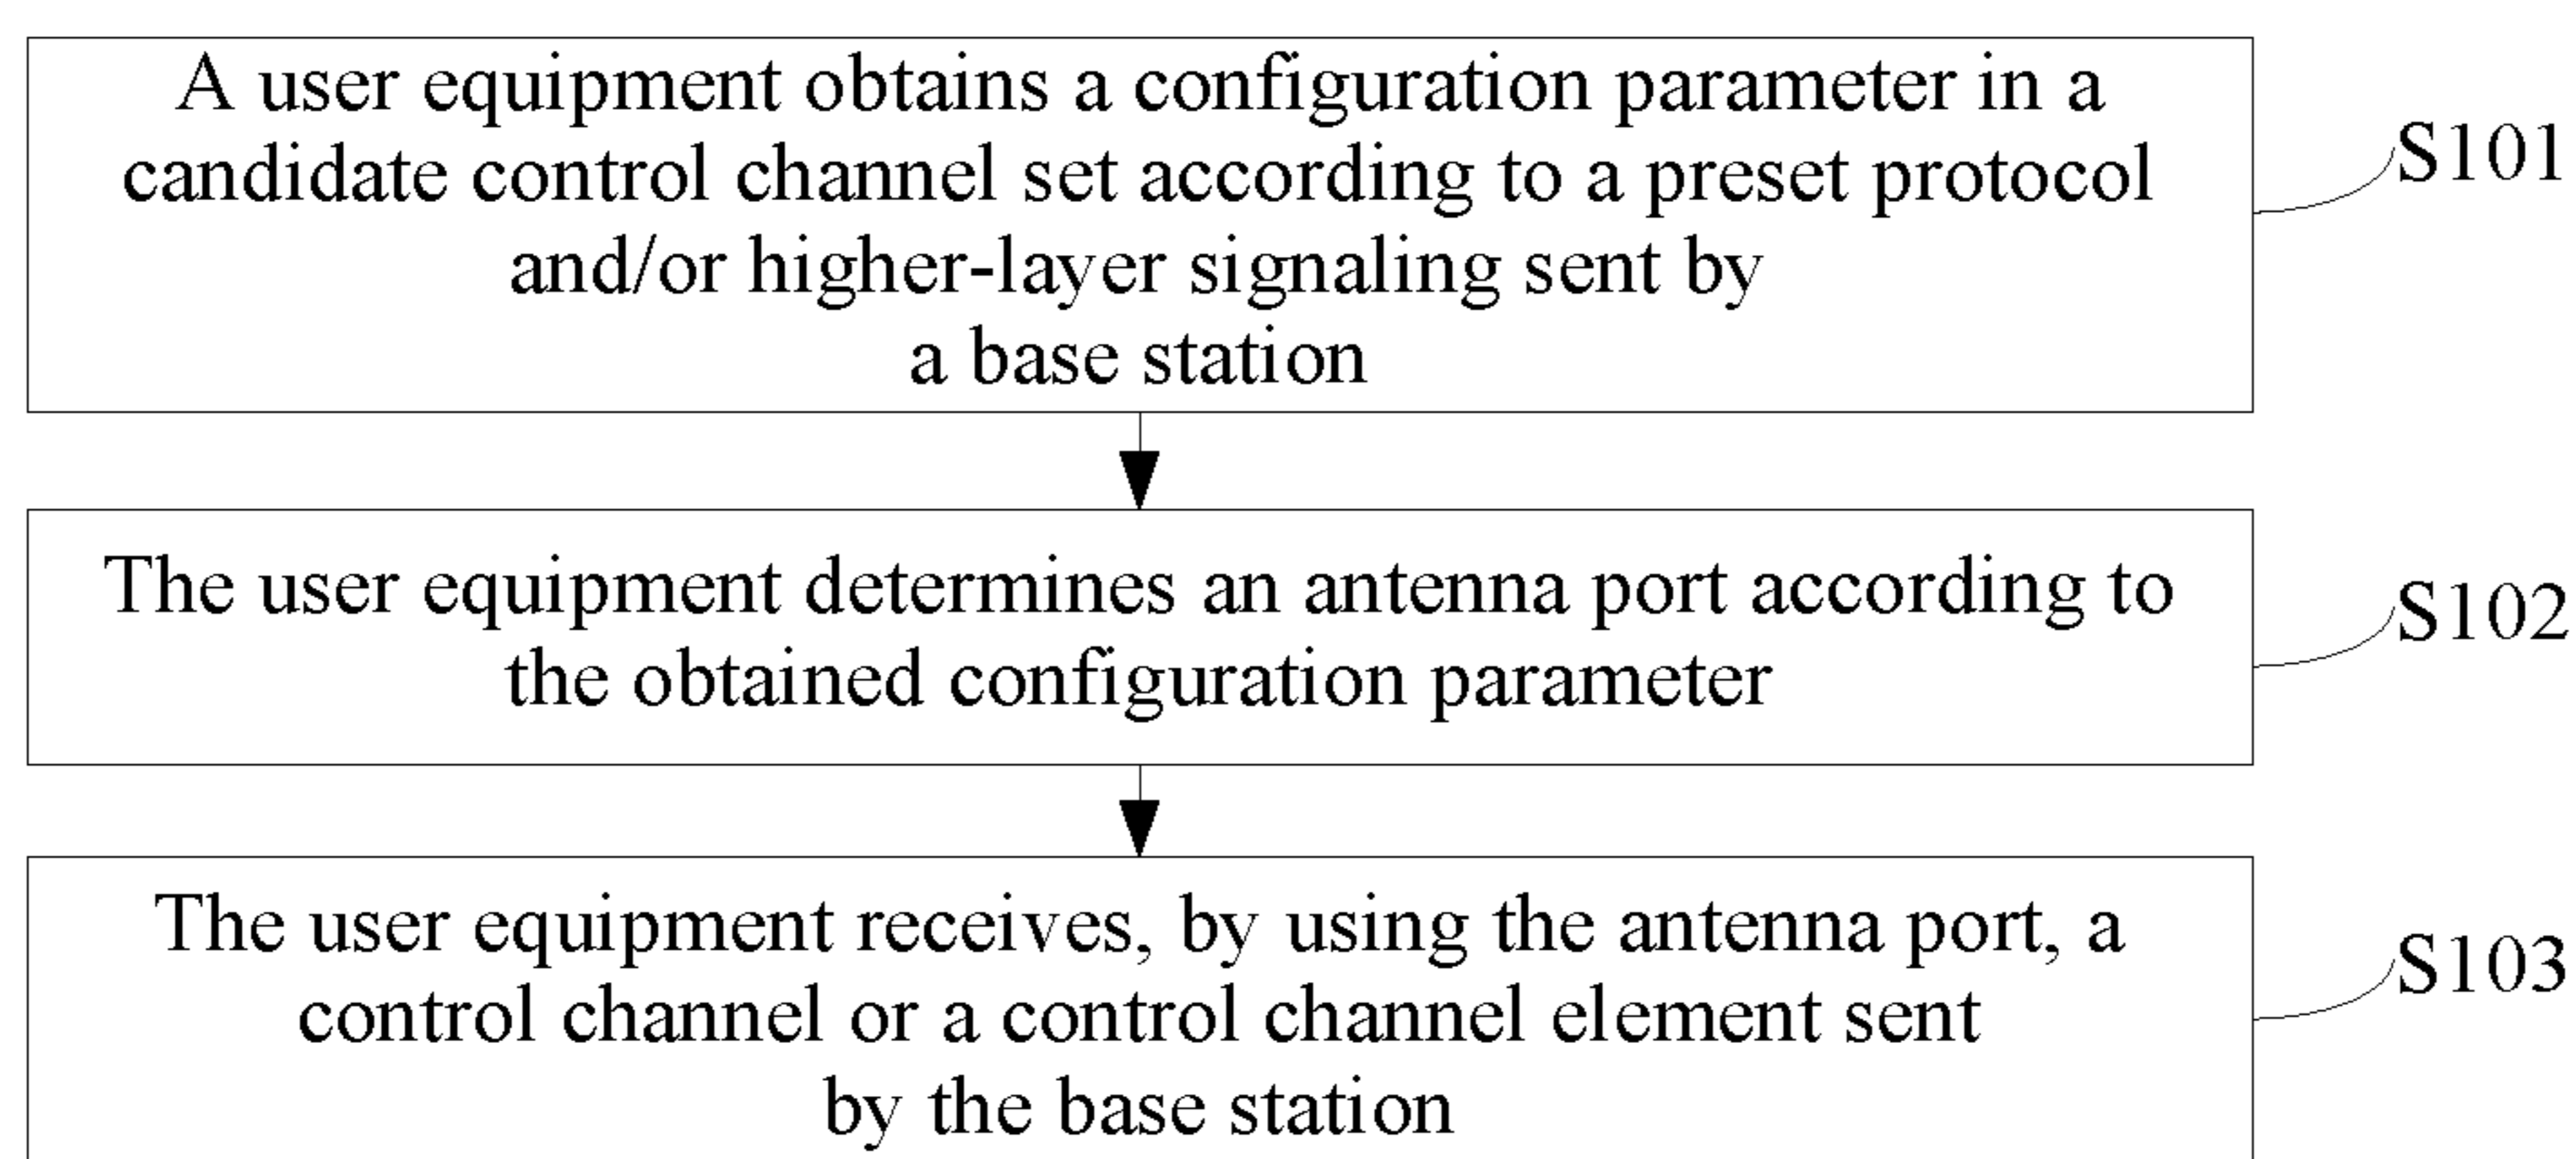 A user equipment obtains a configuration parameter in a
candidate control channel set according to a preset protocol
and/or higher-layer signaling sent by
a base station
S101
The user equipment determines an antenna port according to
the obtained configuration parameter
S102
The user equipment receives, by using the antenna port, a
control channel or a control channel element sent
by the base station
S103